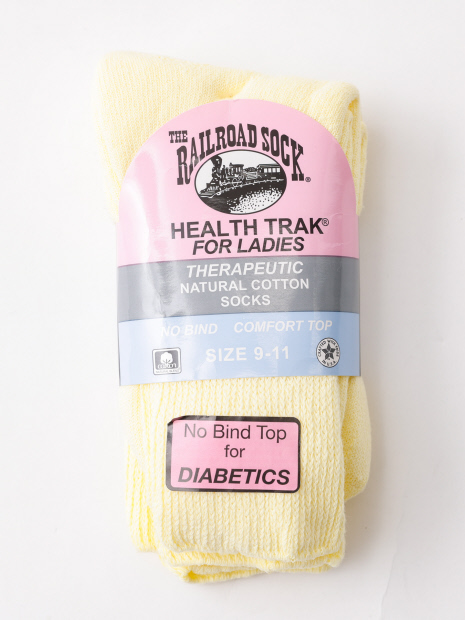 THE
RAILROAD SOCK®
HEALTH TRAK®
FOR LADIES
THERAPEUTIC
NATURAL COTTON
SOCKS
NO BIND COMFORT TOP
SIZE 9-11
No Bind Top
for
DIABETICS